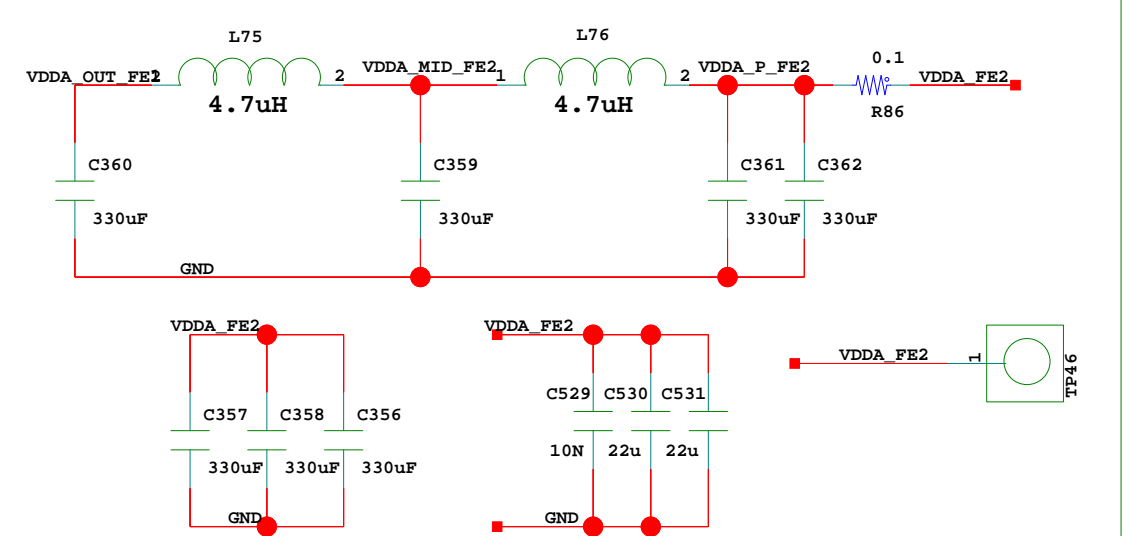 L75
L76
0.1
VDDA_OUT_FE2
1
2
VDDA_MID_FE2
1
2
VDDA_P_FE2
VDDA_FE2
4.7uH
4.7uH
R86
C360
C359
C361
C362
330uF
330uF
330uF
330uF
GND
VDDA_FE2
VDDA_FE2
VDDA_FE2
1
TP46
C529
C530
C531
C357
C358
C356
10N
22u
22u
330uF
330uF
330uF
GND
GND